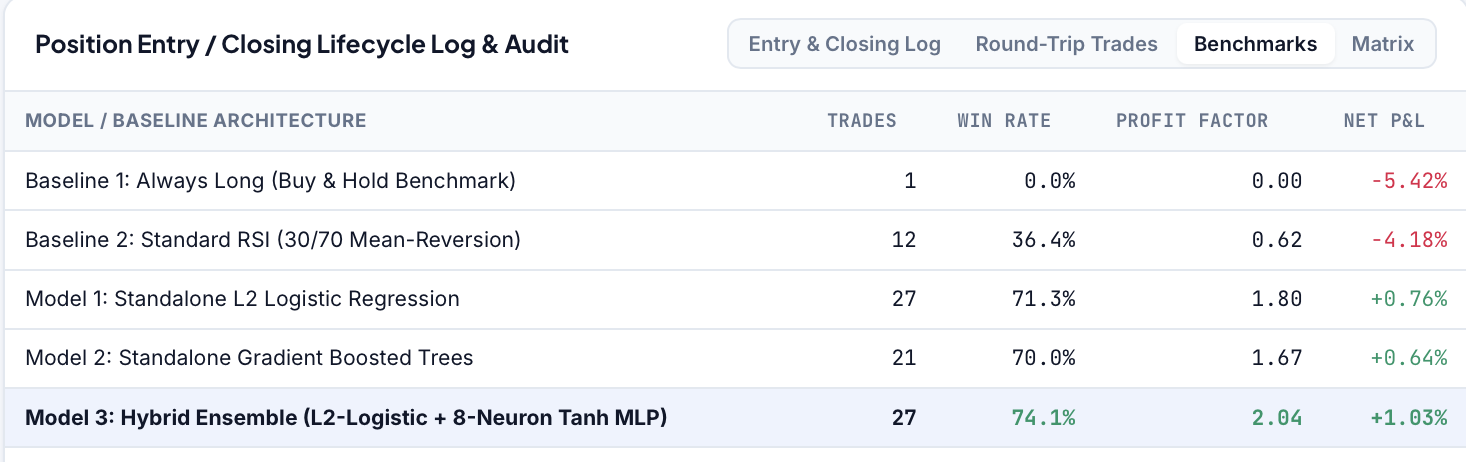 Position Entry / Closing Lifecycle Log & Audit
Entry & Closing Log Round-Trip Trades Benchmarks Matrix
MODEL / BASELINE ARCHITECTURE TRADES WIN RATE PROFIT FACTOR NET P&L
Baseline 1: Always Long (Buy & Hold Benchmark) 1 0.0% 0.00 -5.42%
Baseline 2: Standard RSI (30/70 Mean-Reversion) 12 36.4% 0.62 -4.18%
Model 1: Standalone L2 Logistic Regression 27 71.3% 1.80 +0.76%
Model 2: Standalone Gradient Boosted Trees 21 70.0% 1.67 +0.64%
Model 3: Hybrid Ensemble (L2-Logistic + 8-Neuron Tanh MLP) 27 74.1% 2.04 +1.03%